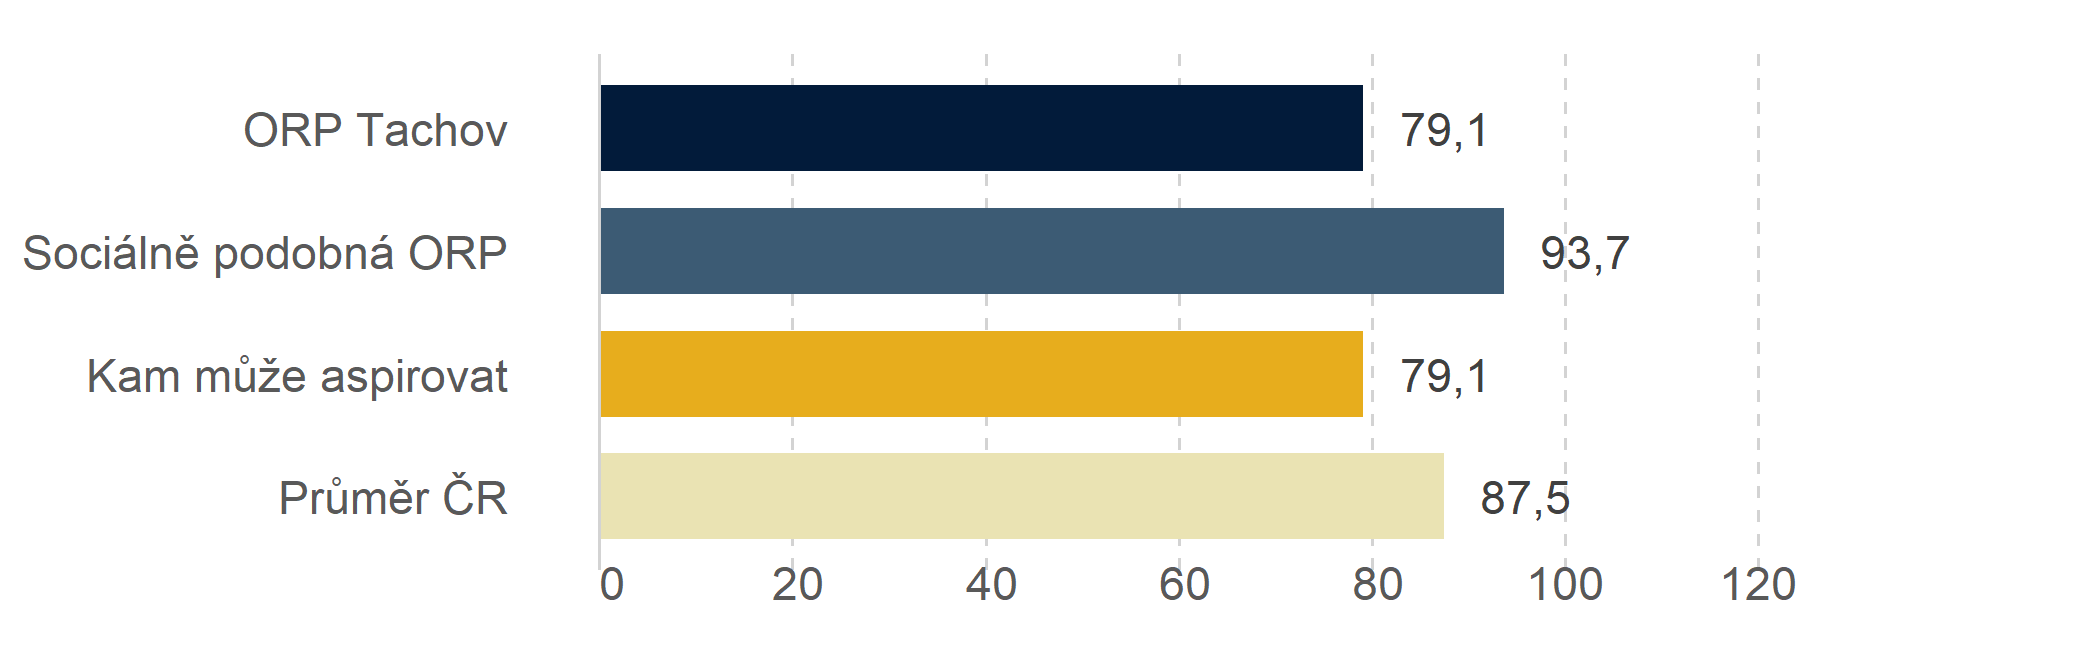 ORP Tachov 79,1
Sociálně podobná ORP 93,7
Kam může aspirovat 79,1
Průměr ČR 87,5
0 20 40 60 80 100 120